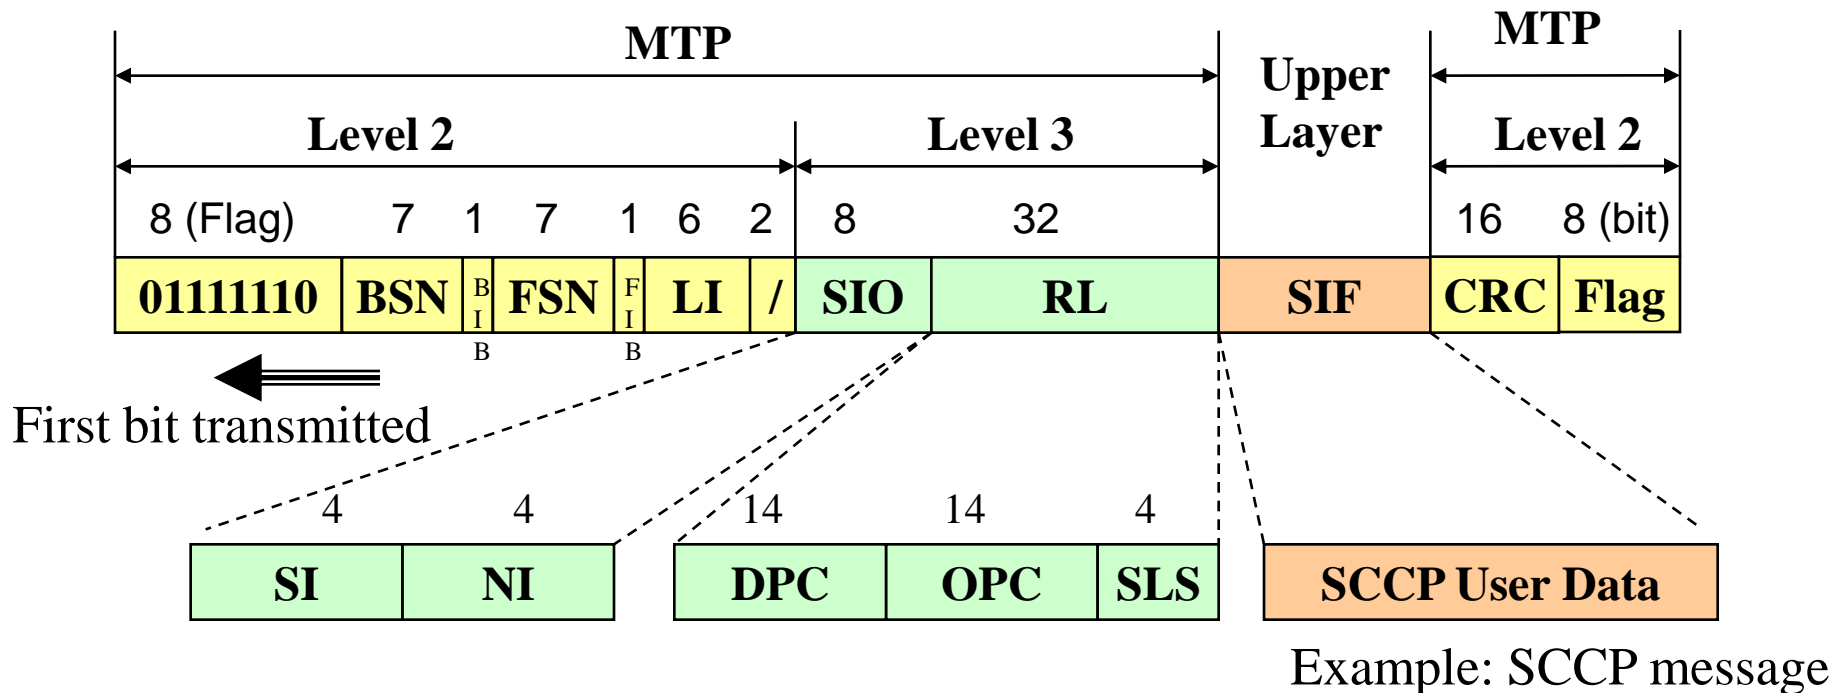 MTP
MTP
Upper
Layer
Level 2
Level 3
Level 2
8 (Flag) 7 1 7 1 6 2 8 32 16 8 (bit)
01111110 BSN BIB FSN FIB LI / SIO RL SIF CRC Flag
First bit transmitted
4 4 14 14 4
SI NI DPC OPC SLS SCCP User Data
Example: SCCP message